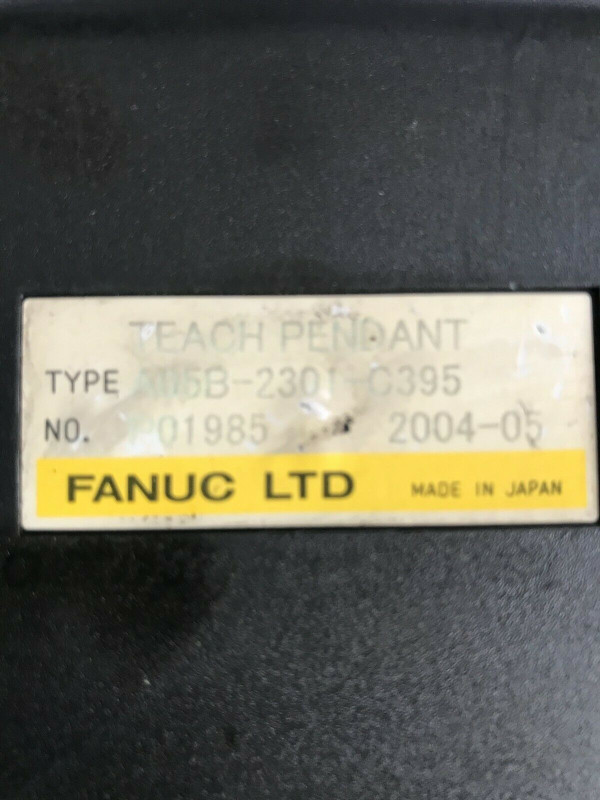 TEACH PENDANT
TYPE A05B-2301-C395
NO. P01985 2004-05
FANUC LTD MADE IN JAPAN